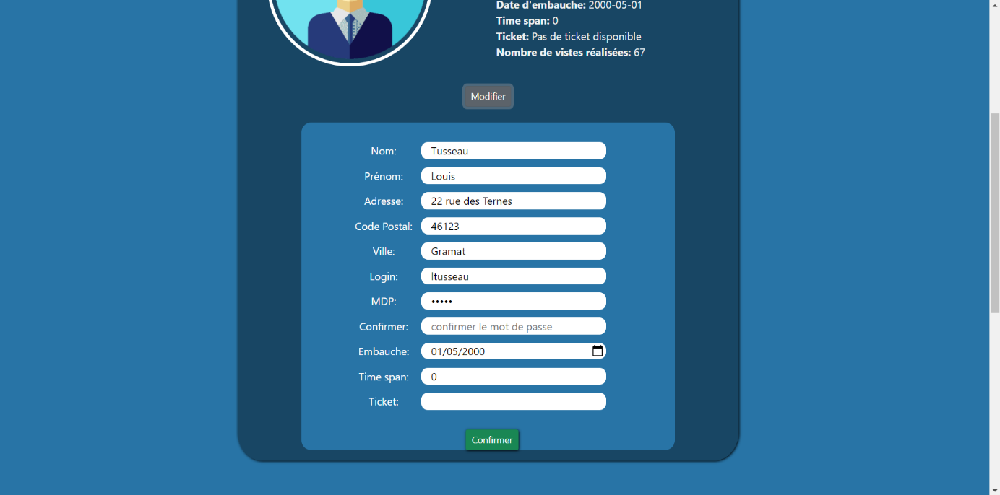 Date d'embauche: 2000-05-01
Time span: 0
Ticket: Pas de ticket disponible
Nombre de vistes réalisées: 67
Modifier
Nom: Tusseau
Prénom: Louis
Adresse: 22 rue des Ternes
Code Postal: 46123
Ville: Gramat
Login: ltusseau
MDP: •••••
Confirmer: confirmer le mot de passe
Embauche: 01/05/2000
Time span: 0
Ticket:
Confirmer